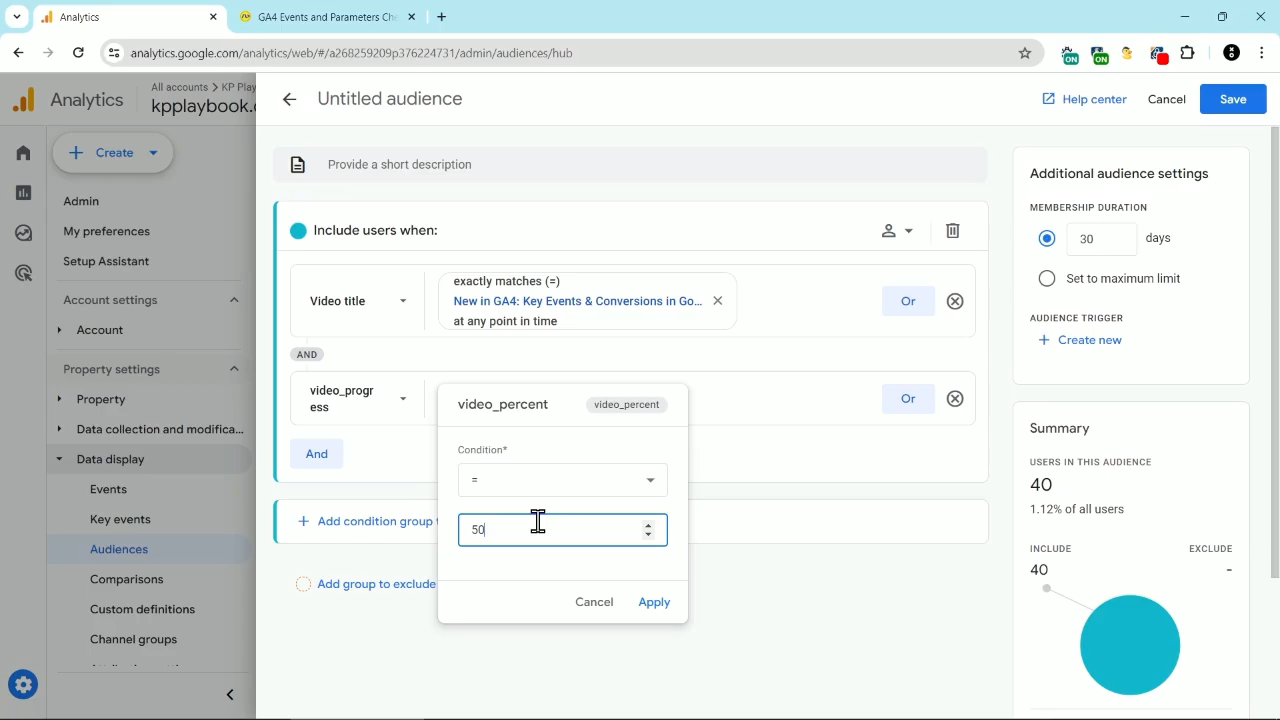 Analytics
GA4 Events and Parameters Che
analytics.google.com/analytics/web/#/a268259209p376224731/admin/audiences/hub
ON
ON
Analytics
All accounts > KP Play
kpplaybook.c
Untitled audience
Help center
Cancel
Save
Create
Admin
My preferences
Setup Assistant
Account settings
Account
Property settings
Property
Data collection and modifica...
Data display
Events
Key events
Audiences
Comparisons
Custom definitions
Channel groups
Provide a short description
Include users when:
Video title
exactly matches (=)
New in GA4: Key Events & Conversions in Go...
at any point in time
Or
AND
video_progr
ess
Or
And
video_percent
video_percent
Condition*
=
50
Cancel
Apply
+ Add condition group t
Add group to exclude
Additional audience settings
MEMBERSHIP DURATION
30
days
Set to maximum limit
AUDIENCE TRIGGER
+ Create new
Summary
USERS IN THIS AUDIENCE
40
1.12% of all users
INCLUDE
EXCLUDE
40
-